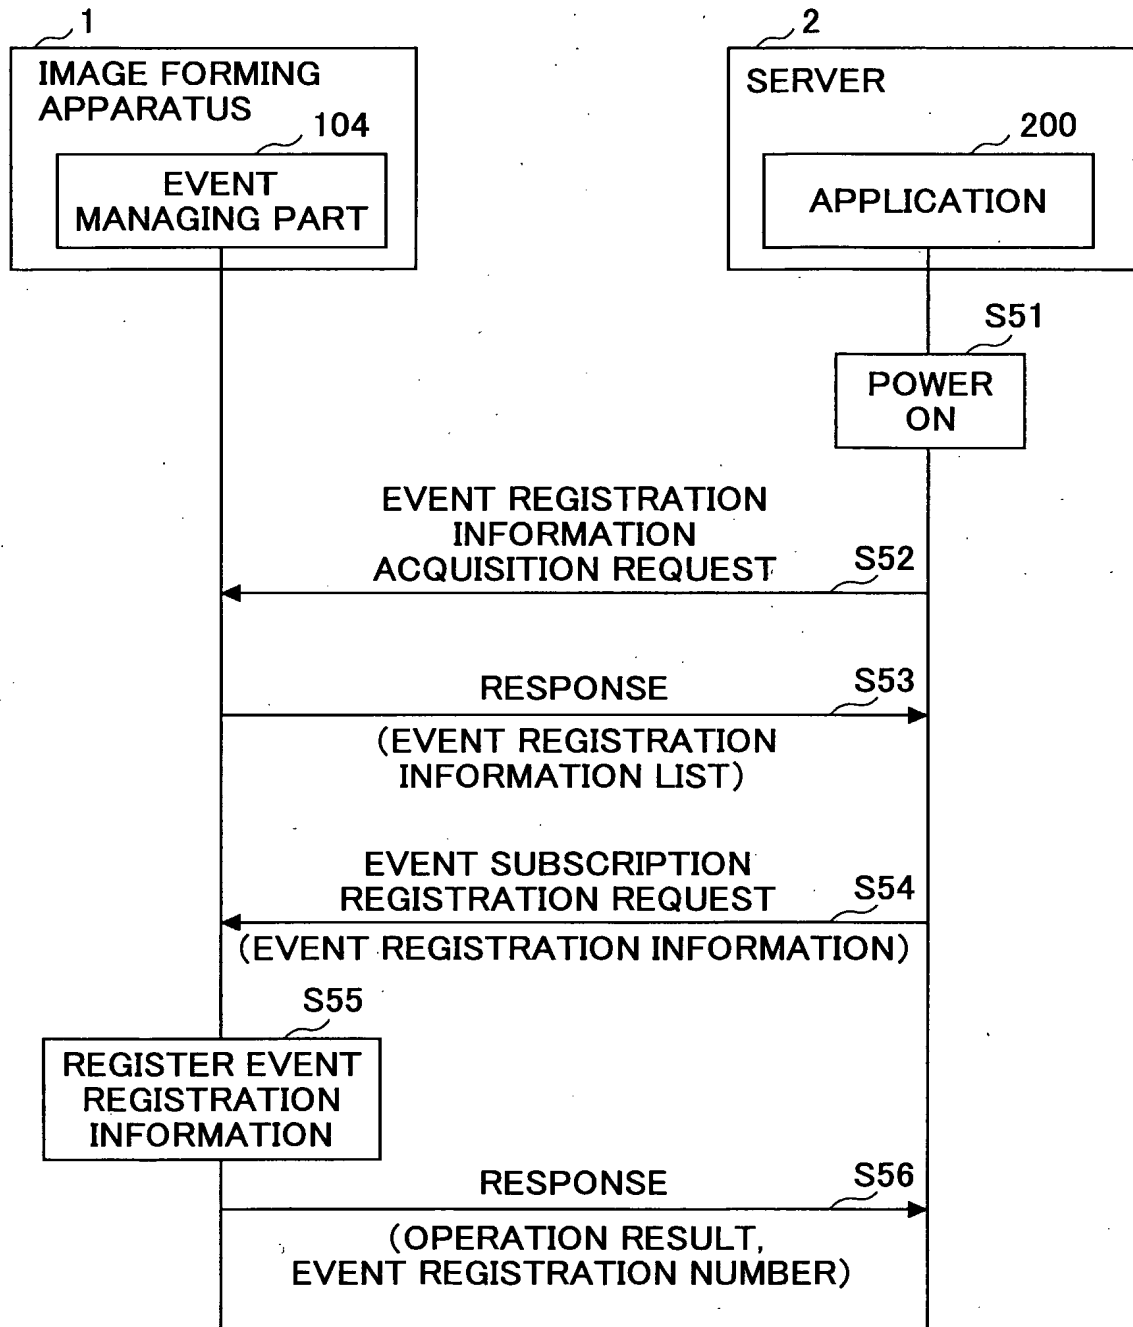 1
IMAGE FORMING
APPARATUS
104
EVENT
MANAGING PART
2
SERVER
200
APPLICATION
S51
POWER
ON
EVENT REGISTRATION
INFORMATION
ACQUISITION REQUEST
S52
RESPONSE
S53
(EVENT REGISTRATION
INFORMATION LIST)
EVENT SUBSCRIPTION
REGISTRATION REQUEST
S54
(EVENT REGISTRATION INFORMATION)
S55
REGISTER EVENT
REGISTRATION
INFORMATION
RESPONSE
S56
(OPERATION RESULT,
EVENT REGISTRATION NUMBER)